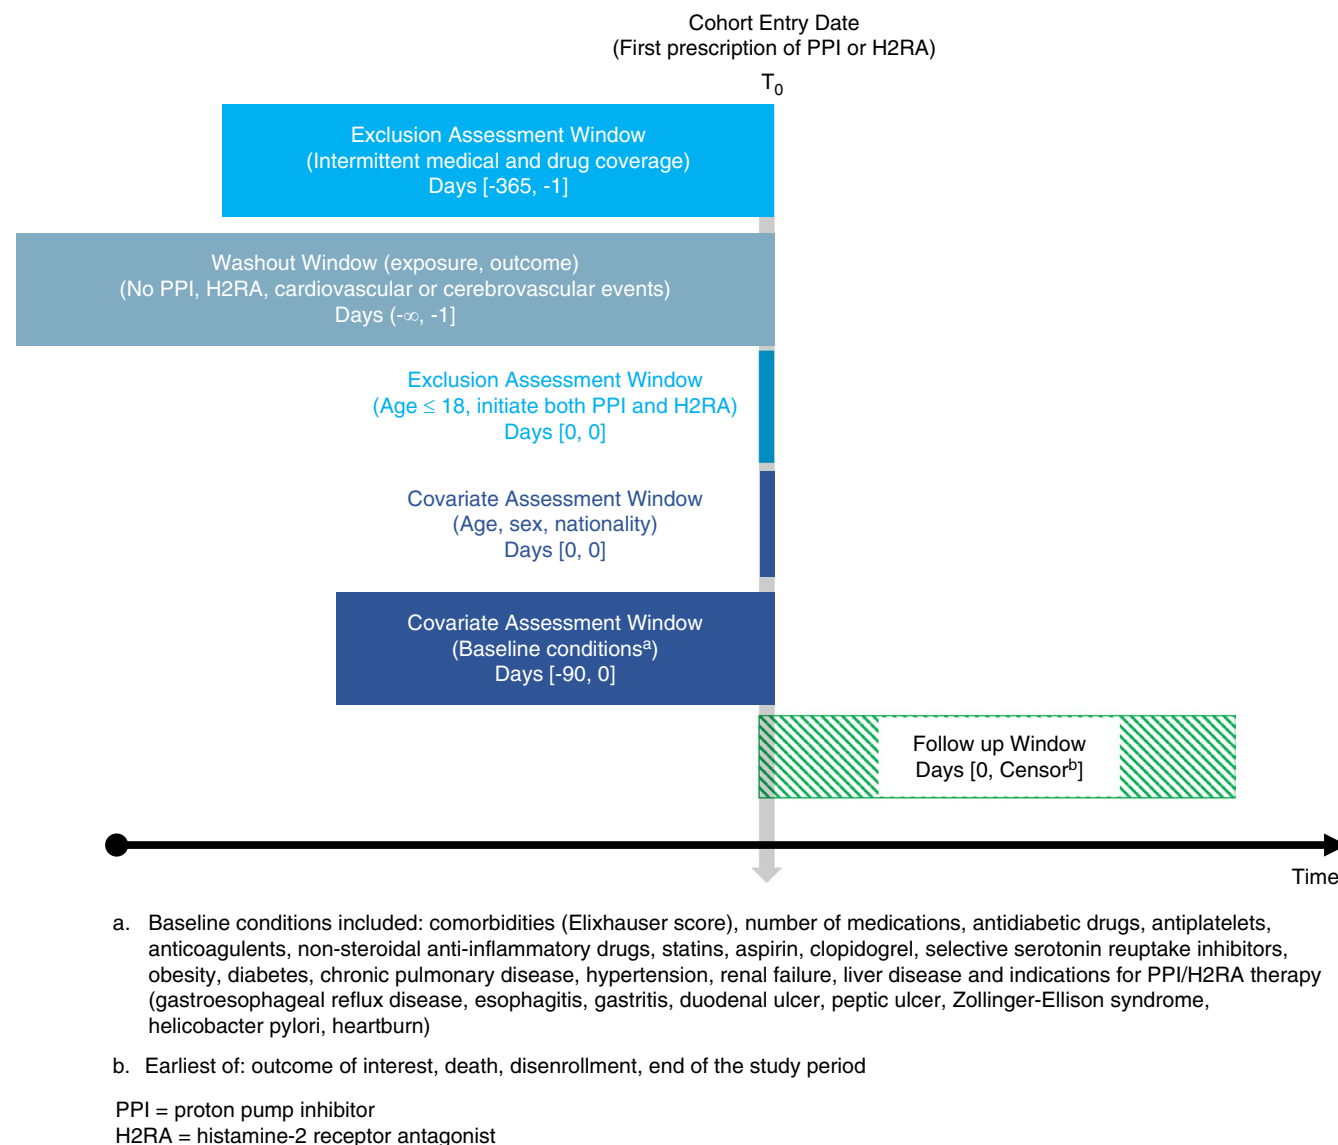 Cohort Entry Date
(First prescription of PPI or H2RA)
T0
Exclusion Assessment Window
(Intermittent medical and drug coverage)
Days [-365, -1]
Washout Window (exposure, outcome)
(No PPI, H2RA, cardiovascular or cerebrovascular events)
Days (-∞, -1]
Exclusion Assessment Window
(Age ≤ 18, initiate both PPI and H2RA)
Days [0, 0]
Covariate Assessment Window
(Age, sex, nationality)
Days [0, 0]
Covariate Assessment Window
(Baseline conditionsa)
Days [-90, 0]
Follow up Window
Days [0, Censorb]
Time
a. Baseline conditions included: comorbidities (Elixhauser score), number of medications, antidiabetic drugs, antiplatelets,
anticoagulents, non-steroidal anti-inflammatory drugs, statins, aspirin, clopidogrel, selective serotonin reuptake inhibitors,
obesity, diabetes, chronic pulmonary disease, hypertension, renal failure, liver disease and indications for PPI/H2RA therapy
(gastroesophageal reflux disease, esophagitis, gastritis, duodenal ulcer, peptic ulcer, Zollinger-Ellison syndrome,
helicobacter pylori, heartburn)
b. Earliest of: outcome of interest, death, disenrollment, end of the study period
PPI = proton pump inhibitor
H2RA = histamine-2 receptor antagonist